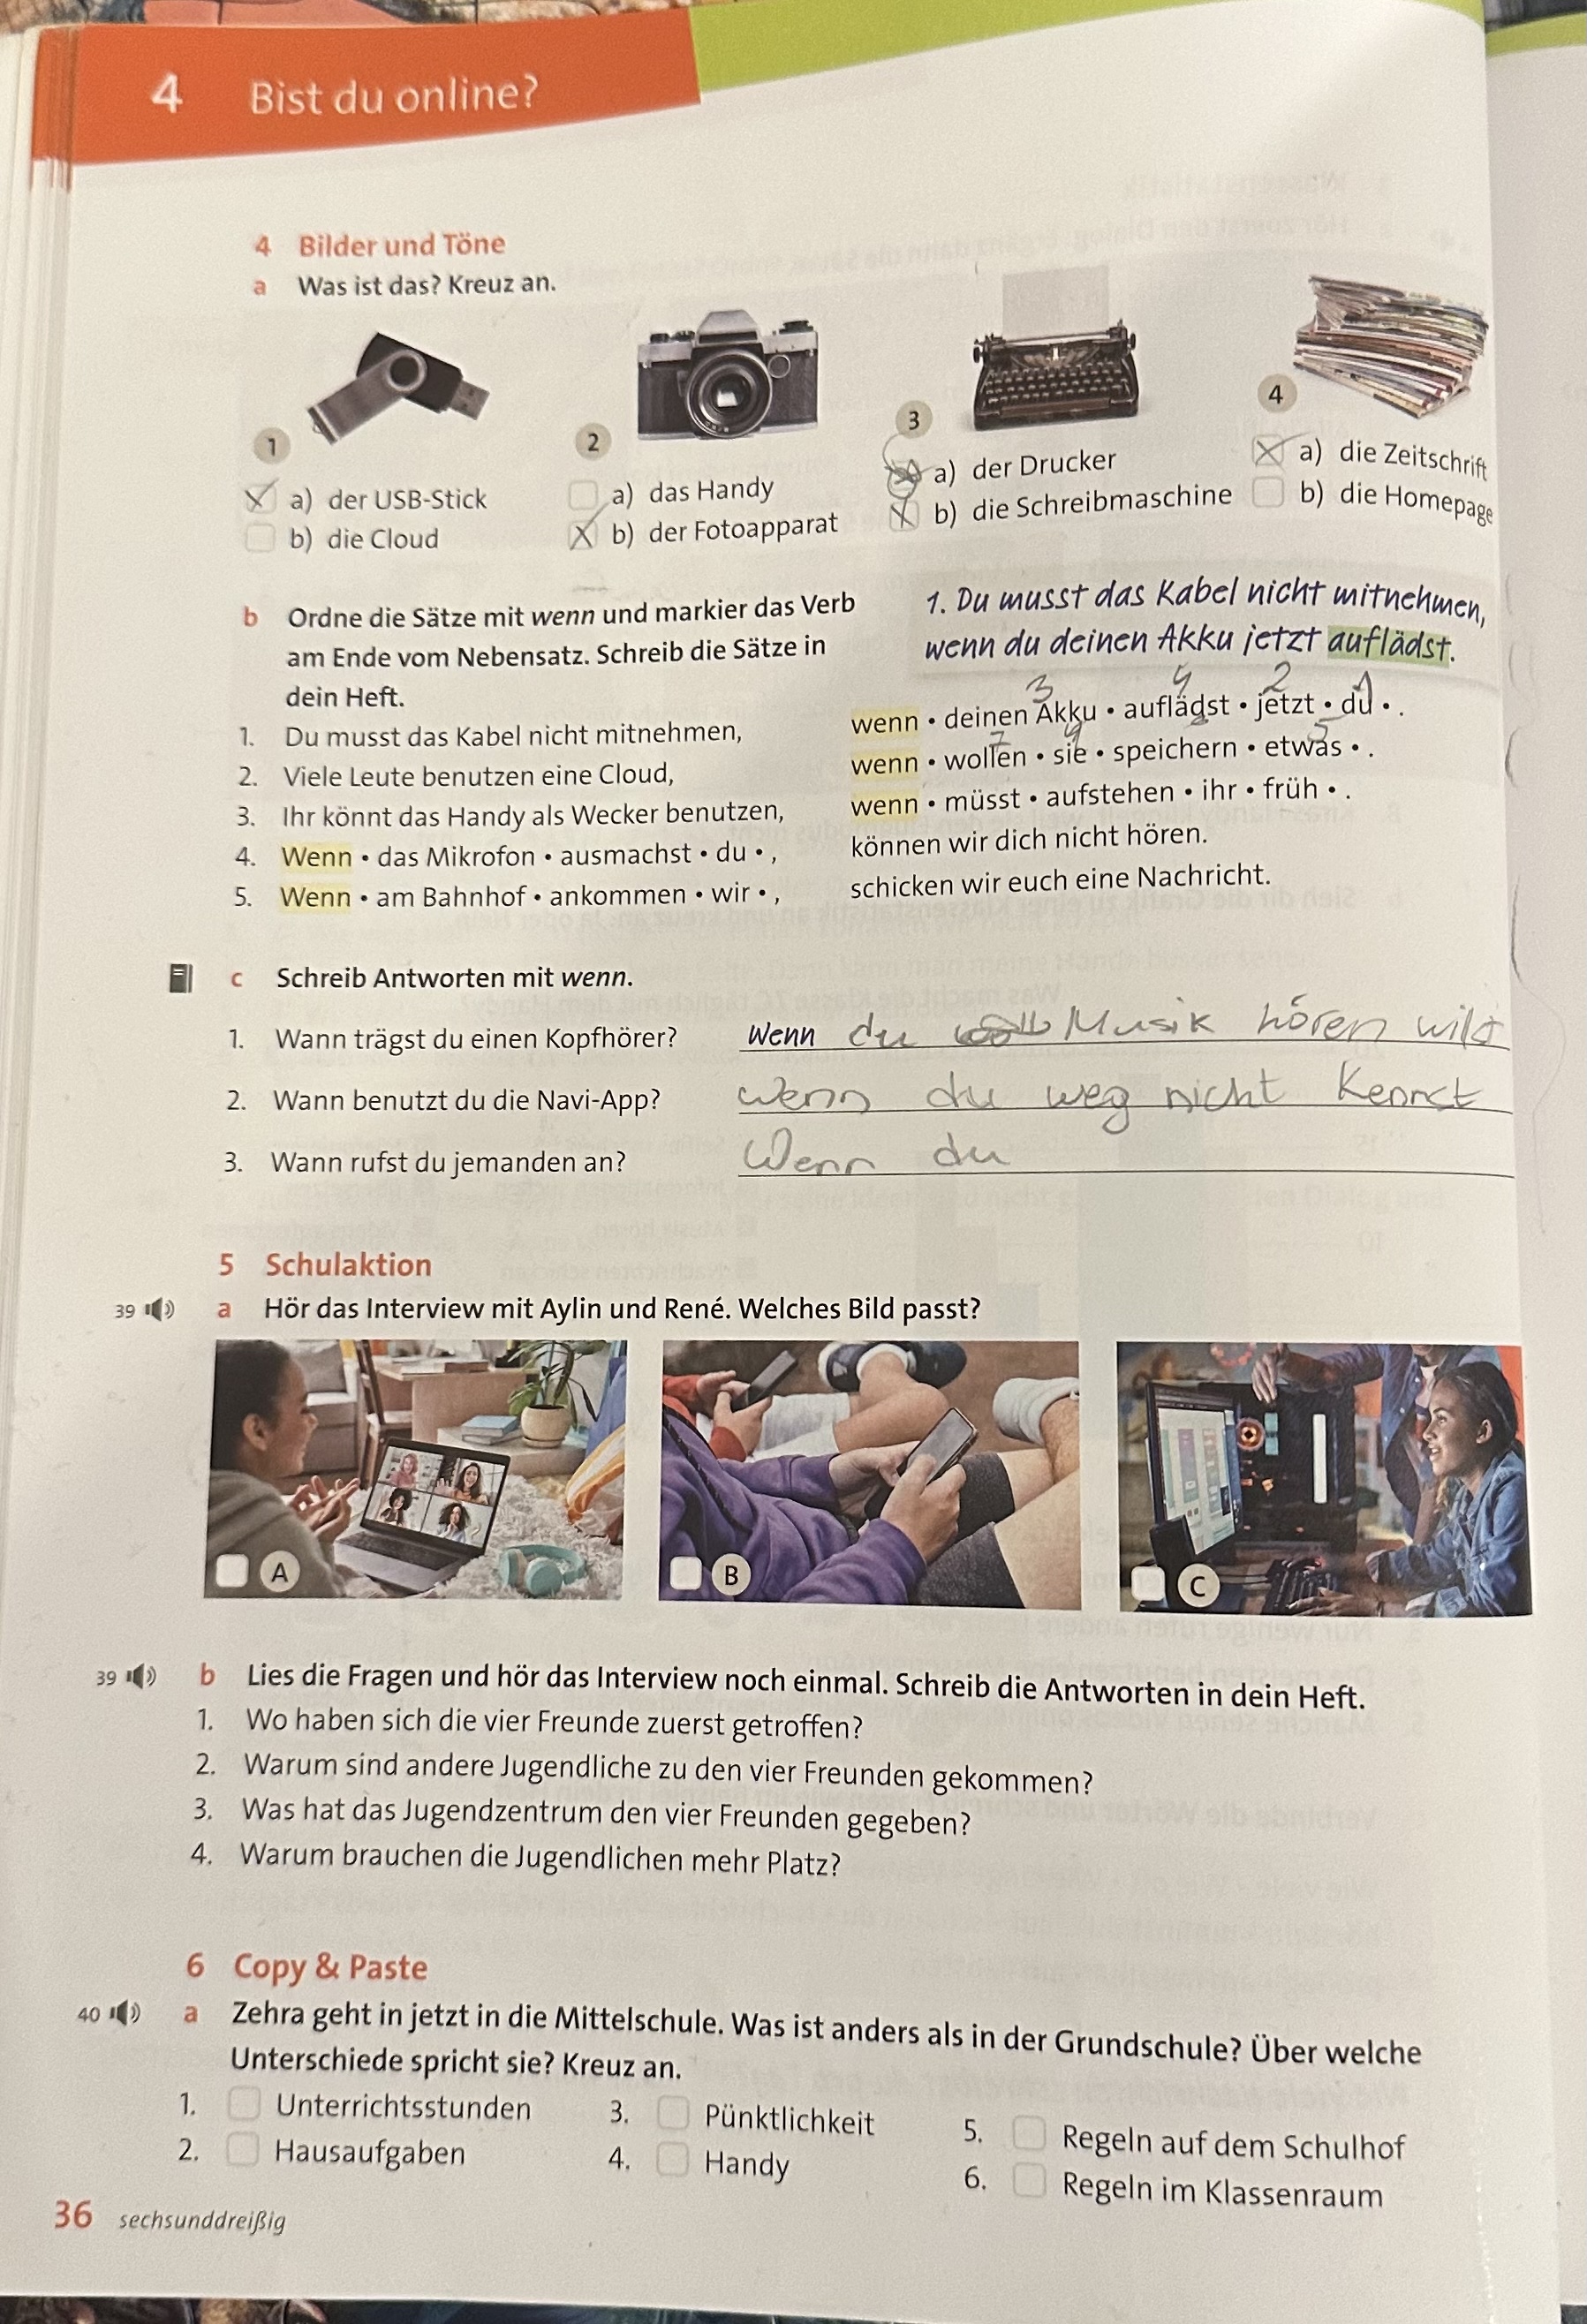 4 Bist du online?
4 Bilder und Töne
a Was ist das? Kreuz an.
1 2 3 4
a) der USB-Stick a) das Handy a) der Drucker a) die Zeitschrift
b) die Cloud b) der Fotoapparat b) die Schreibmaschine b) die Homepage
b Ordne die Sätze mit wenn und markier das Verb
am Ende vom Nebensatz. Schreib die Sätze in
dein Heft.
1. Du musst das Kabel nicht mitnehmen,
wenn du deinen Akku jetzt auflädst.
3 4 2 1
1. Du musst das Kabel nicht mitnehmen, wenn • deinen Akku • auflädst • jetzt • du • .
2. Viele Leute benutzen eine Cloud, wenn • wollen • sie • speichern • etwas • .
3. Ihr könnt das Handy als Wecker benutzen, wenn • müsst • aufstehen • ihr • früh • .
4. Wenn • das Mikrofon • ausmachst • du • , können wir dich nicht hören.
5. Wenn • am Bahnhof • ankommen • wir • , schicken wir euch eine Nachricht.
c Schreib Antworten mit wenn.
1. Wann trägst du einen Kopfhörer? Wenn du Musik hören wilst
2. Wann benutzt du die Navi-App? wenn du weg nicht kennst
3. Wann rufst du jemanden an? Wenn du
5 Schulaktion
39 a Hör das Interview mit Aylin und René. Welches Bild passt?
A B C
39 b Lies die Fragen und hör das Interview noch einmal. Schreib die Antworten in dein Heft.
1. Wo haben sich die vier Freunde zuerst getroffen?
2. Warum sind andere Jugendliche zu den vier Freunden gekommen?
3. Was hat das Jugendzentrum den vier Freunden gegeben?
4. Warum brauchen die Jugendlichen mehr Platz?
6 Copy & Paste
40 a Zehra geht in jetzt in die Mittelschule. Was ist anders als in der Grundschule? Über welche
Unterschiede spricht sie? Kreuz an.
1. Unterrichtsstunden 3. Pünktlichkeit 5. Regeln auf dem Schulhof
2. Hausaufgaben 4. Handy 6. Regeln im Klassenraum
36 sechsunddreißig